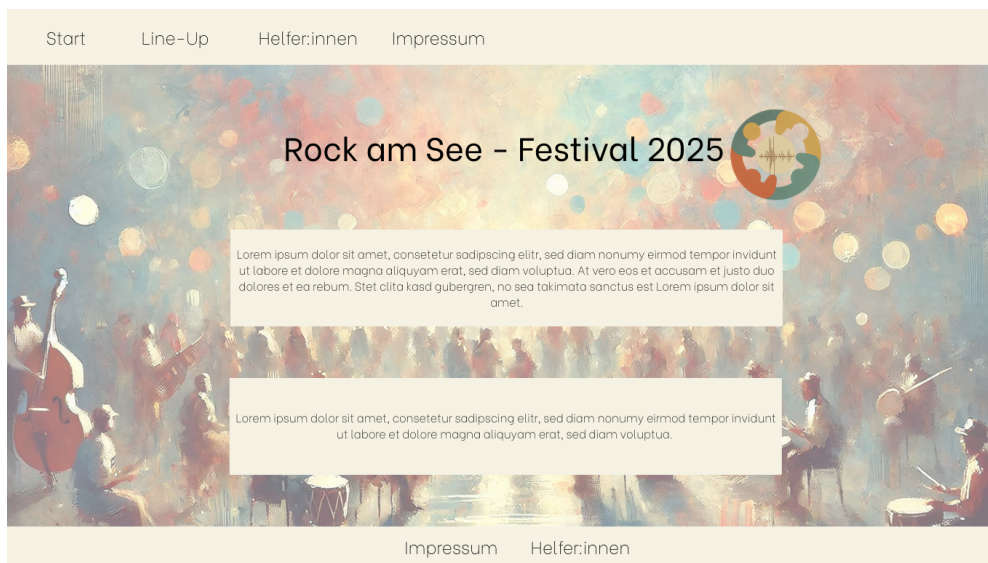 Start Line-Up Helfer:innen Impressum
Rock am See - Festival 2025
Lorem ipsum dolor sit amet, consetetur sadipscing elitr, sed diam nonumy eirmod tempor invidunt
ut labore et dolore magna aliquyam erat, sed diam voluptua. At vero eos et accusam et justo duo
dolores et ea rebum. Stet clita kasd gubergren, no sea takimata sanctus est Lorem ipsum dolor sit
amet.
Lorem ipsum dolor sit amet, consetetur sadipscing elitr, sed diam nonumy eirmod tempor invidunt
ut labore et dolore magna aliquyam erat, sed diam voluptua.
Impressum Helfer:innen